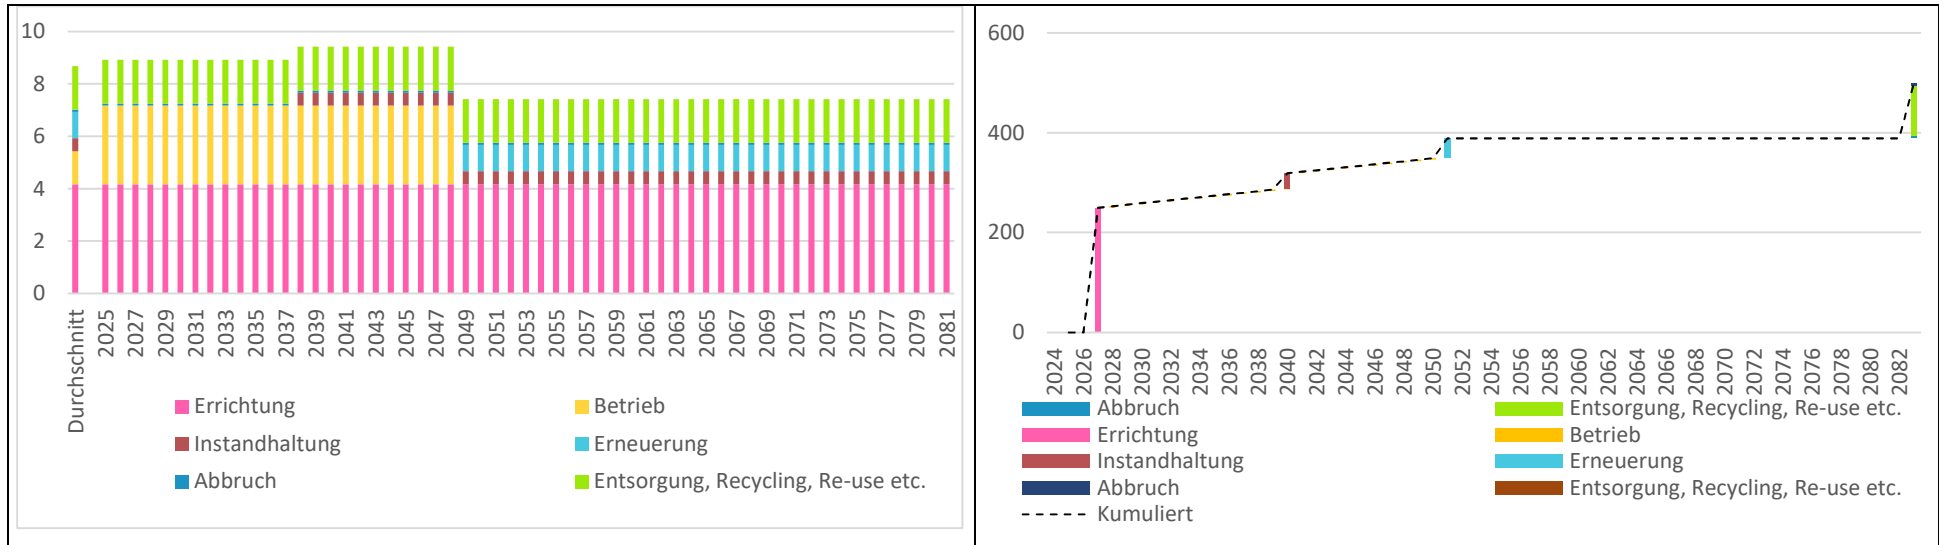 10
8
6
4
2
0
Durchschnitt 2025 2027 2029 2031 2033 2035 2037 2039 2041 2043 2045 2047 2049 2051 2053 2055 2057 2059 2061 2063 2065 2067 2069 2071 2073 2075 2077 2079 2081
Errichtung Betrieb
Instandhaltung Erneuerung
Abbruch Entsorgung, Recycling, Re-use etc.
600
400
200
0
2024 2026 2028 2030 2032 2034 2036 2038 2040 2042 2044 2046 2048 2050 2052 2054 2056 2058 2060 2062 2064 2066 2068 2070 2072 2074 2076 2078 2080 2082
Abbruch Entsorgung, Recycling, Re-use etc.
Errichtung Betrieb
Instandhaltung Erneuerung
Abbruch Entsorgung, Recycling, Re-use etc.
Kumuliert